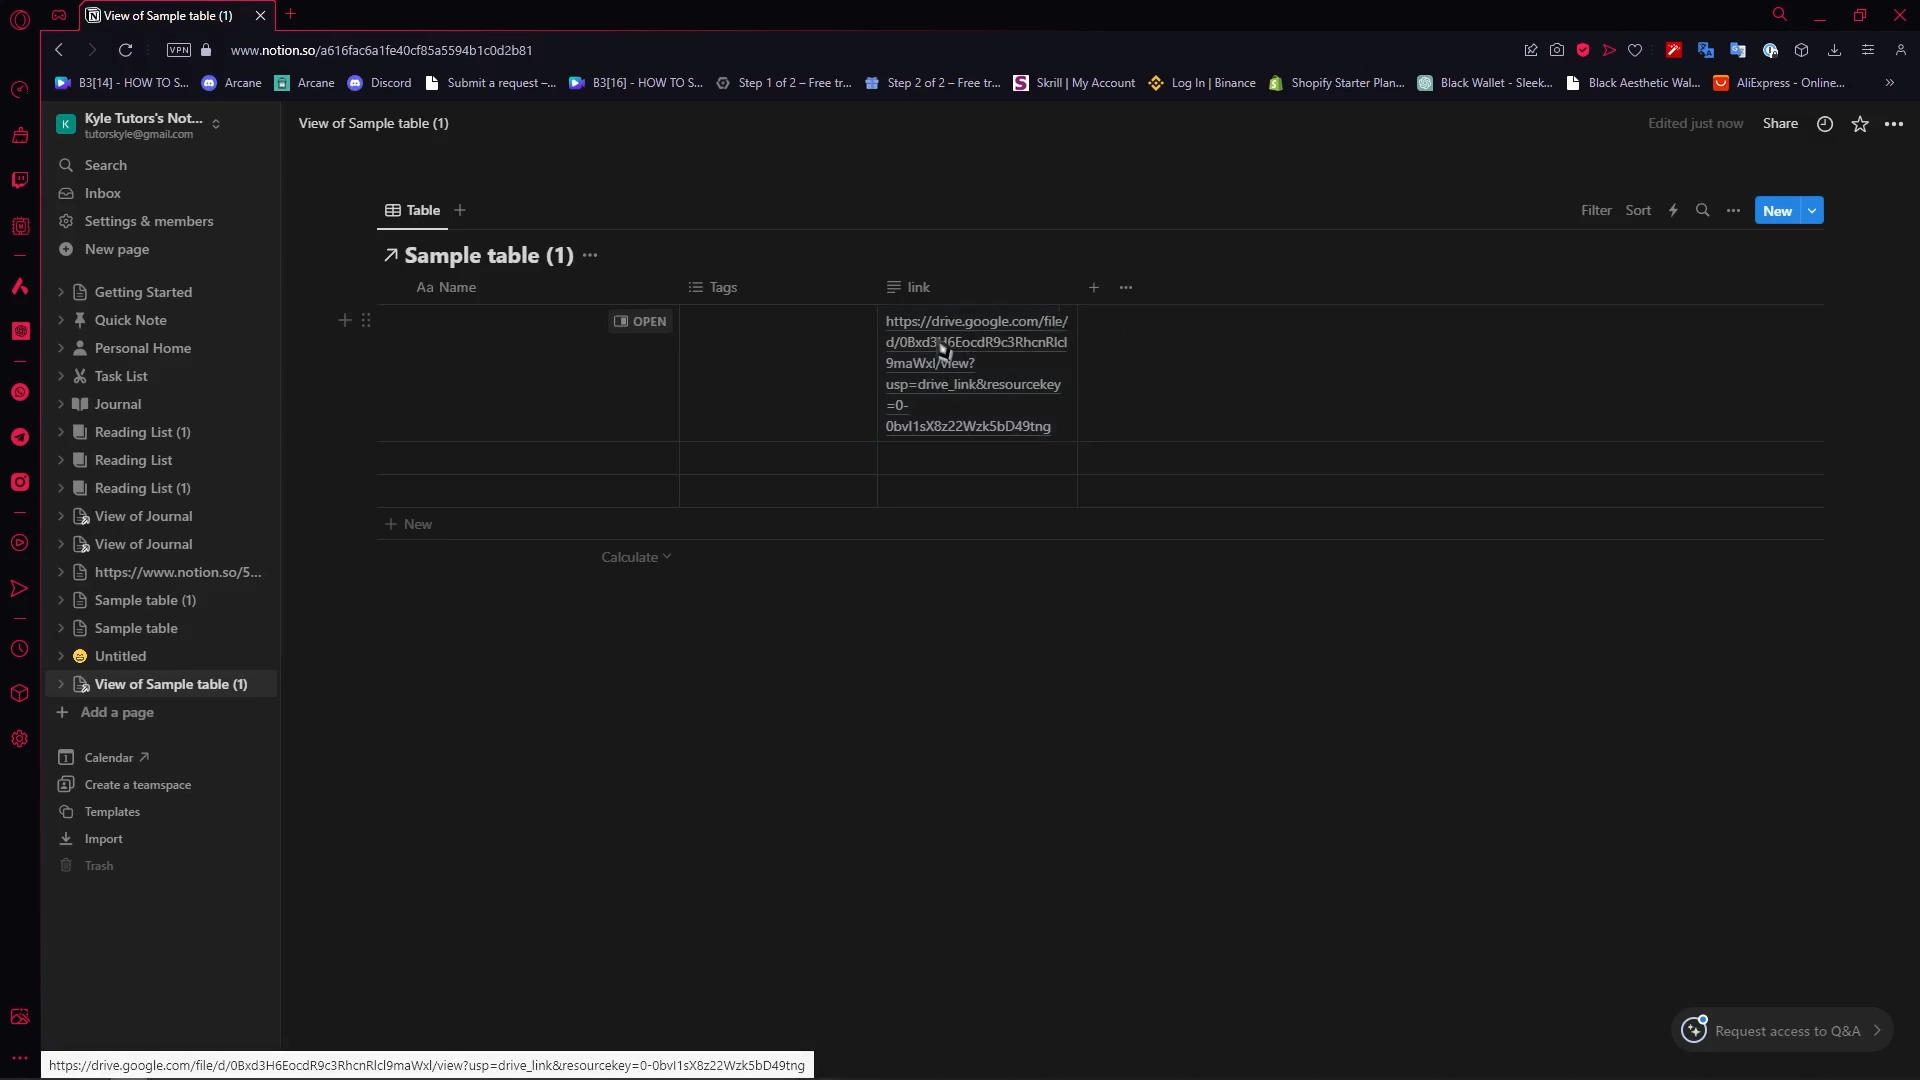 View of Sample table (1)
VPN
www.notion.so/a616fac6a1fe40cf85a5594b1c0d2b81
B3[14] - HOW TO S...
Arcane
Arcane
Discord
Submit a request –...
B3[16] - HOW TO S...
Step 1 of 2 – Free tr...
Step 2 of 2 – Free tr...
Skrill | My Account
Log In | Binance
Shopify Starter Plan...
Black Wallet - Sleek...
Black Aesthetic Wal...
AliExpress - Online...
K
Kyle Tutors's Not...
tutorskyle@gmail.com
View of Sample table (1)
Edited just now
Share
Search
Inbox
Settings & members
New page
Getting Started
Quick Note
Personal Home
Task List
Journal
Reading List (1)
Reading List
Reading List (1)
View of Journal
View of Journal
https://www.notion.so/5...
Sample table (1)
Sample table
Untitled
View of Sample table (1)
Add a page
Calendar
Create a teamspace
Templates
Import
Trash
Table
Filter
Sort
New
Sample table (1)
Aa Name
Tags
link
OPEN
https://drive.google.com/file/
d/0Bxd3H6EocdR9c3RhcnRlcl
9maWxl/view?
usp=drive_link&resourcekey
=0-
0bvI1sX8z22Wzk5bD49tng
New
Calculate
Request access to Q&A
https://drive.google.com/file/d/0Bxd3H6EocdR9c3RhcnRlcl9maWxl/view?usp=drive_link&resourcekey=0-0bvI1sX8z22Wzk5bD49tng